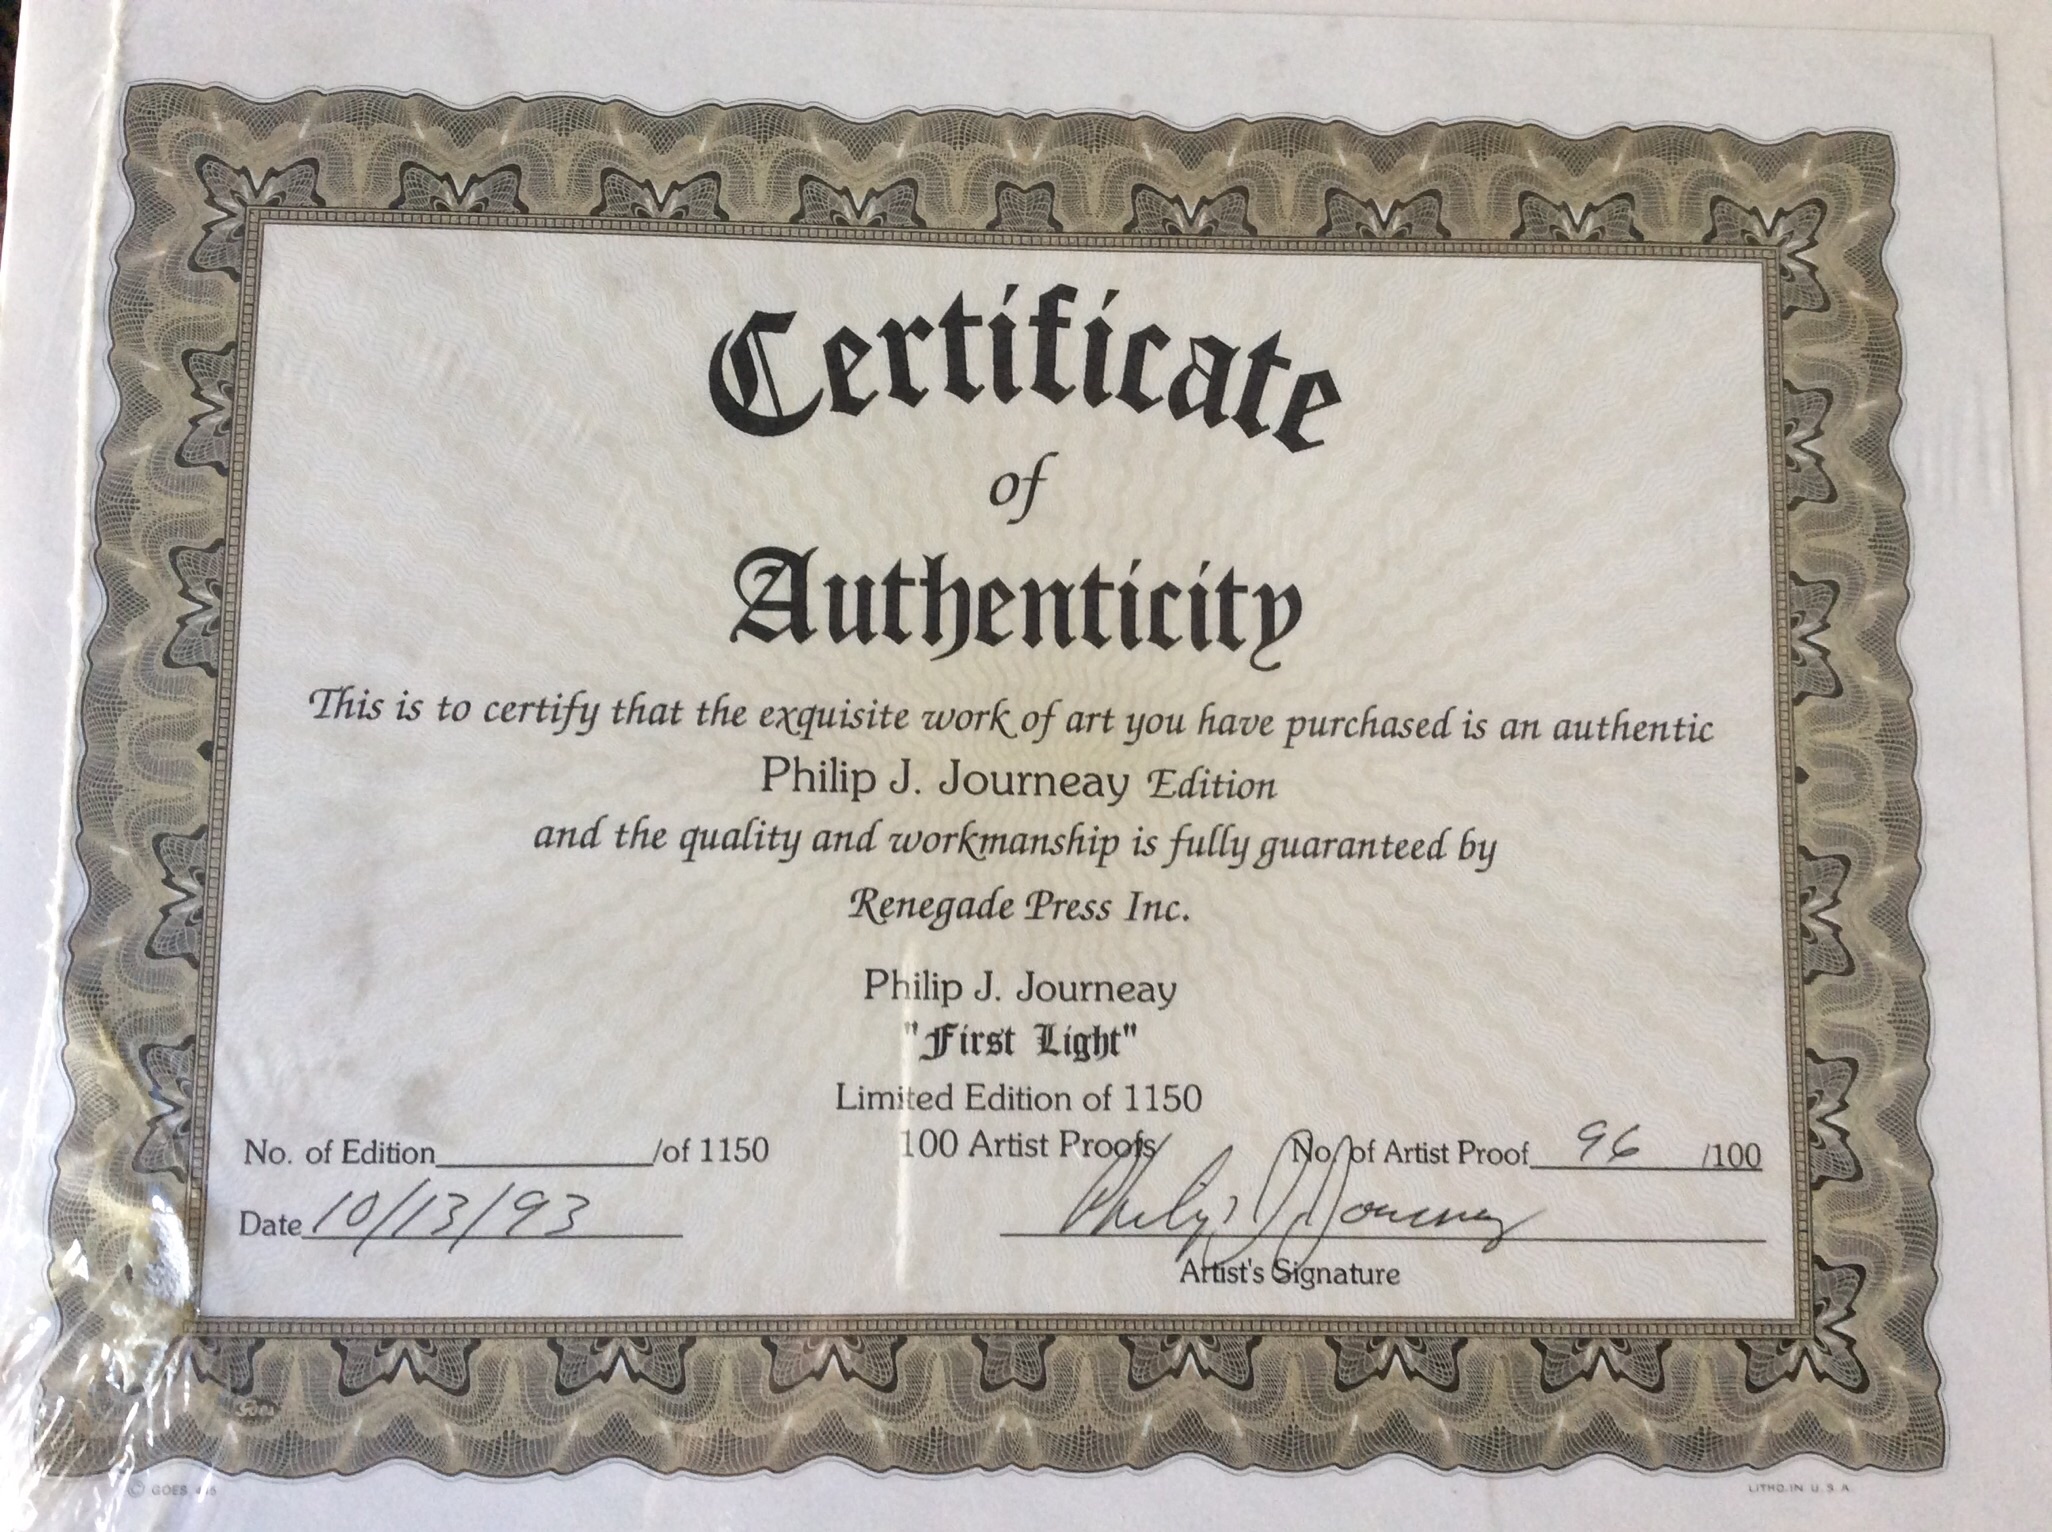 Certificate
of
Authenticity
This is to certify that the exquisite work of art you have purchased is an authentic
Philip J. Journeay Edition
and the quality and workmanship is fully guaranteed by
Renegade Press Inc.
Philip J. Journeay
"First Light"
Limited Edition of 1150
No. of Edition /of 1150 100 Artist Proofs No. of Artist Proof 96 /100
Date 10/13/93 Philip J. Journeay
Artist's Signature
© GOES LITHO. IN U.S.A.